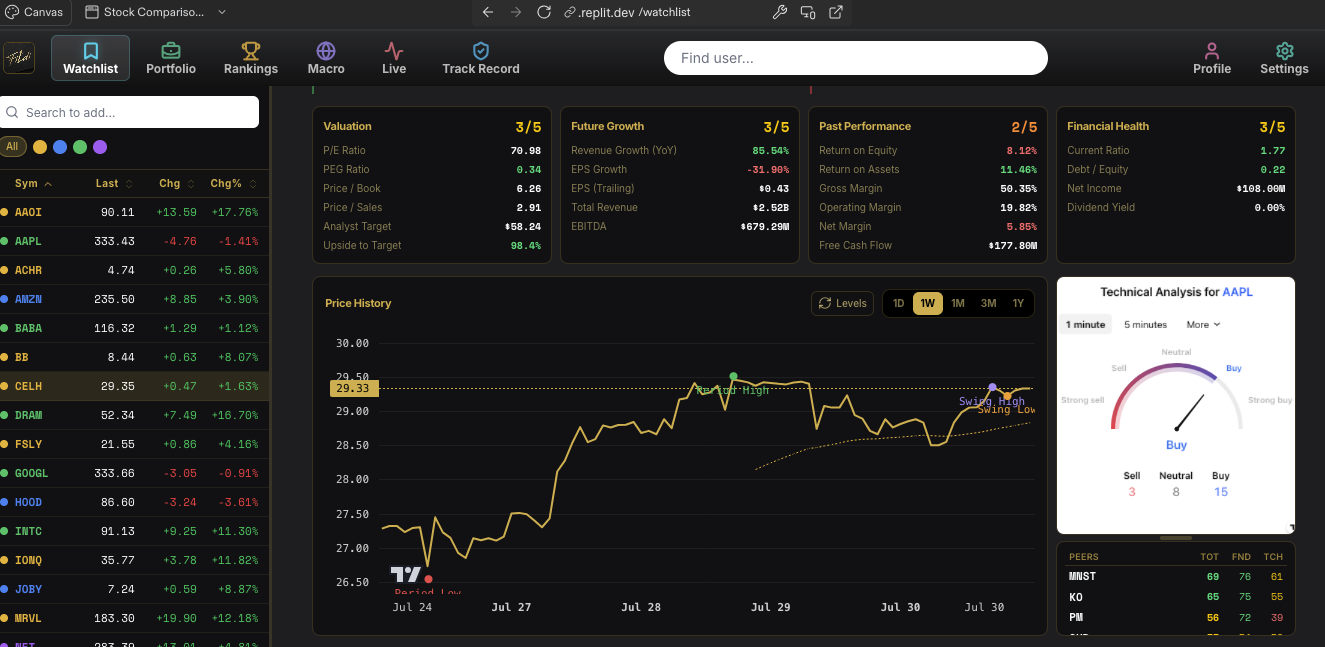 Canvas
Stock Compariso...
.replit.dev /watchlist
Watchlist
Portfolio
Rankings
Macro
Live
Track Record
Find user...
Profile
Settings
Search to add...
All
Sym Last Chg Chg%
AAOI 90.11 +13.59 +17.76%
AAPL 333.43 -4.76 -1.41%
ACHR 4.74 +0.26 +5.80%
AMZN 235.50 +8.85 +3.90%
BABA 116.32 +1.29 +1.12%
BB 8.44 +0.63 +8.07%
CELH 29.35 +0.47 +1.63%
DRAM 52.34 +7.49 +16.70%
FSLY 21.55 +0.86 +4.16%
GOOGL 333.66 -3.05 -0.91%
HOOD 86.60 -3.24 -3.61%
INTC 91.13 +9.25 +11.30%
IONQ 35.77 +3.78 +11.82%
JOBY 7.24 +0.59 +8.87%
MRVL 183.30 +19.90 +12.18%
Valuation 3/5
P/E Ratio 70.98
PEG Ratio 0.34
Price / Book 6.26
Price / Sales 2.91
Analyst Target $58.24
Upside to Target 98.4%
Future Growth 3/5
Revenue Growth (YoY) 85.54%
EPS Growth -31.90%
EPS (Trailing) $0.43
Total Revenue $2.52B
EBITDA $679.29M
Past Performance 2/5
Return on Equity 8.12%
Return on Assets 11.46%
Gross Margin 50.35%
Operating Margin 19.82%
Net Margin 5.85%
Free Cash Flow $177.80M
Financial Health 3/5
Current Ratio 1.77
Debt / Equity 0.22
Net Income $108.00M
Dividend Yield 0.00%
Price History
Levels
1D 1W 1M 3M 1Y
30.00
29.50
29.33
29.00
28.50
28.00
27.50
27.00
26.50
Period High
Swing High
Swing Low
Period Low
Jul 24 Jul 27 Jul 28 Jul 29 Jul 30 Jul 30
Technical Analysis for AAPL
1 minute 5 minutes More
Neutral
Sell Buy
Strong sell Strong buy
Buy
Sell Neutral Buy
3 8 15
PEERS TOT FND TCH
MNST 69 76 61
KO 65 75 55
PM 56 72 39